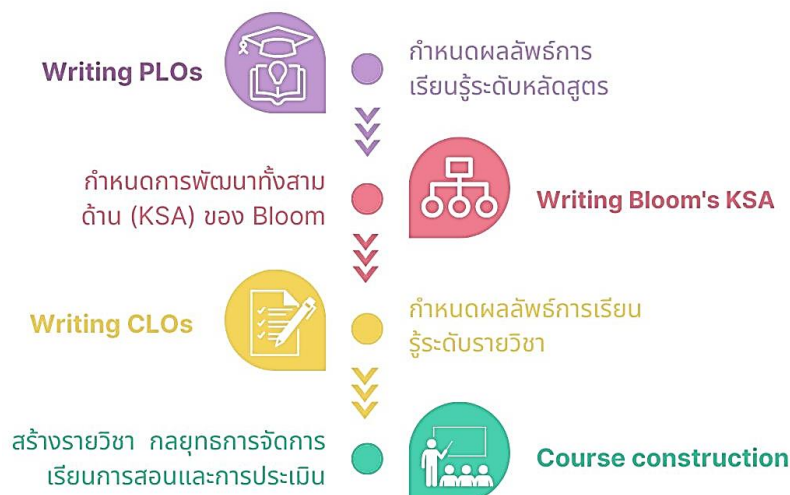 Writing PLOs
กำหนดผลลัพธ์การ
เรียนรู้ระดับหลัดสูตร
กำหนดการพัฒนาทั้งสาม
ด้าน (KSA) ของ Bloom
Writing Bloom's KSA
Writing CLOs
กำหนดผลลัพธ์การเรียน
รู้ระดับรายวิชา
สร้างรายวิชา กลยุทธการจัดการ
เรียนการสอนและการประเมิน
Course construction